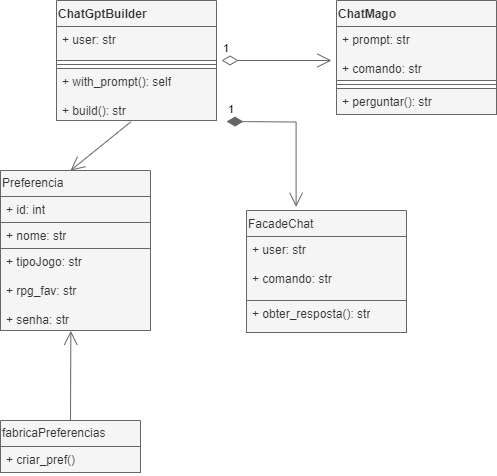 ChatGptBuilder
+ user: str
+ with_prompt(): self
+ build(): str
1
ChatMago
+ prompt: str
+ comando: str
+ perguntar(): str
1
Preferencia
+ id: int
+ nome: str
+ tipoJogo: str
+ rpg_fav: str
+ senha: str
FacadeChat
+ user: str
+ comando: str
+ obter_resposta(): str
fabricaPreferencias
+ criar_pref()